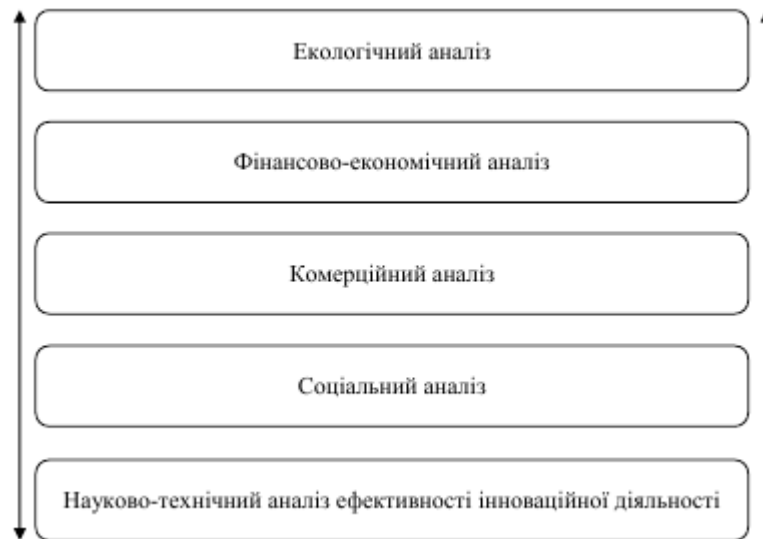 Екологічний аналіз
Фінансово-економічний аналіз
Комерційний аналіз
Соціальний аналіз
Науково-технічний аналіз ефективності інноваційної діяльності